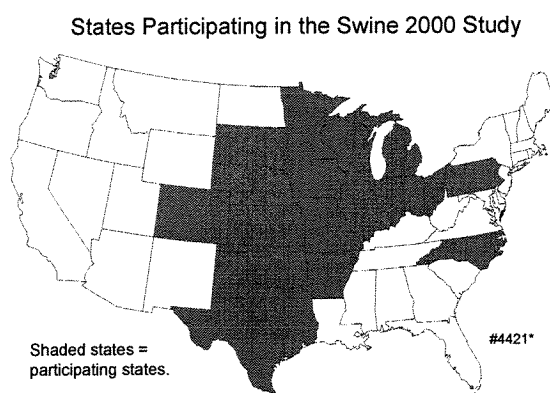 States Participating in the Swine 2000 Study
#4421*
Shaded states =
participating states.